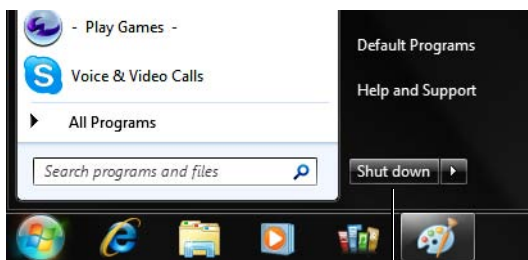 - Play Games -
Voice & Video Calls
All Programs
Search programs and files
Default Programs
Help and Support
Shut down